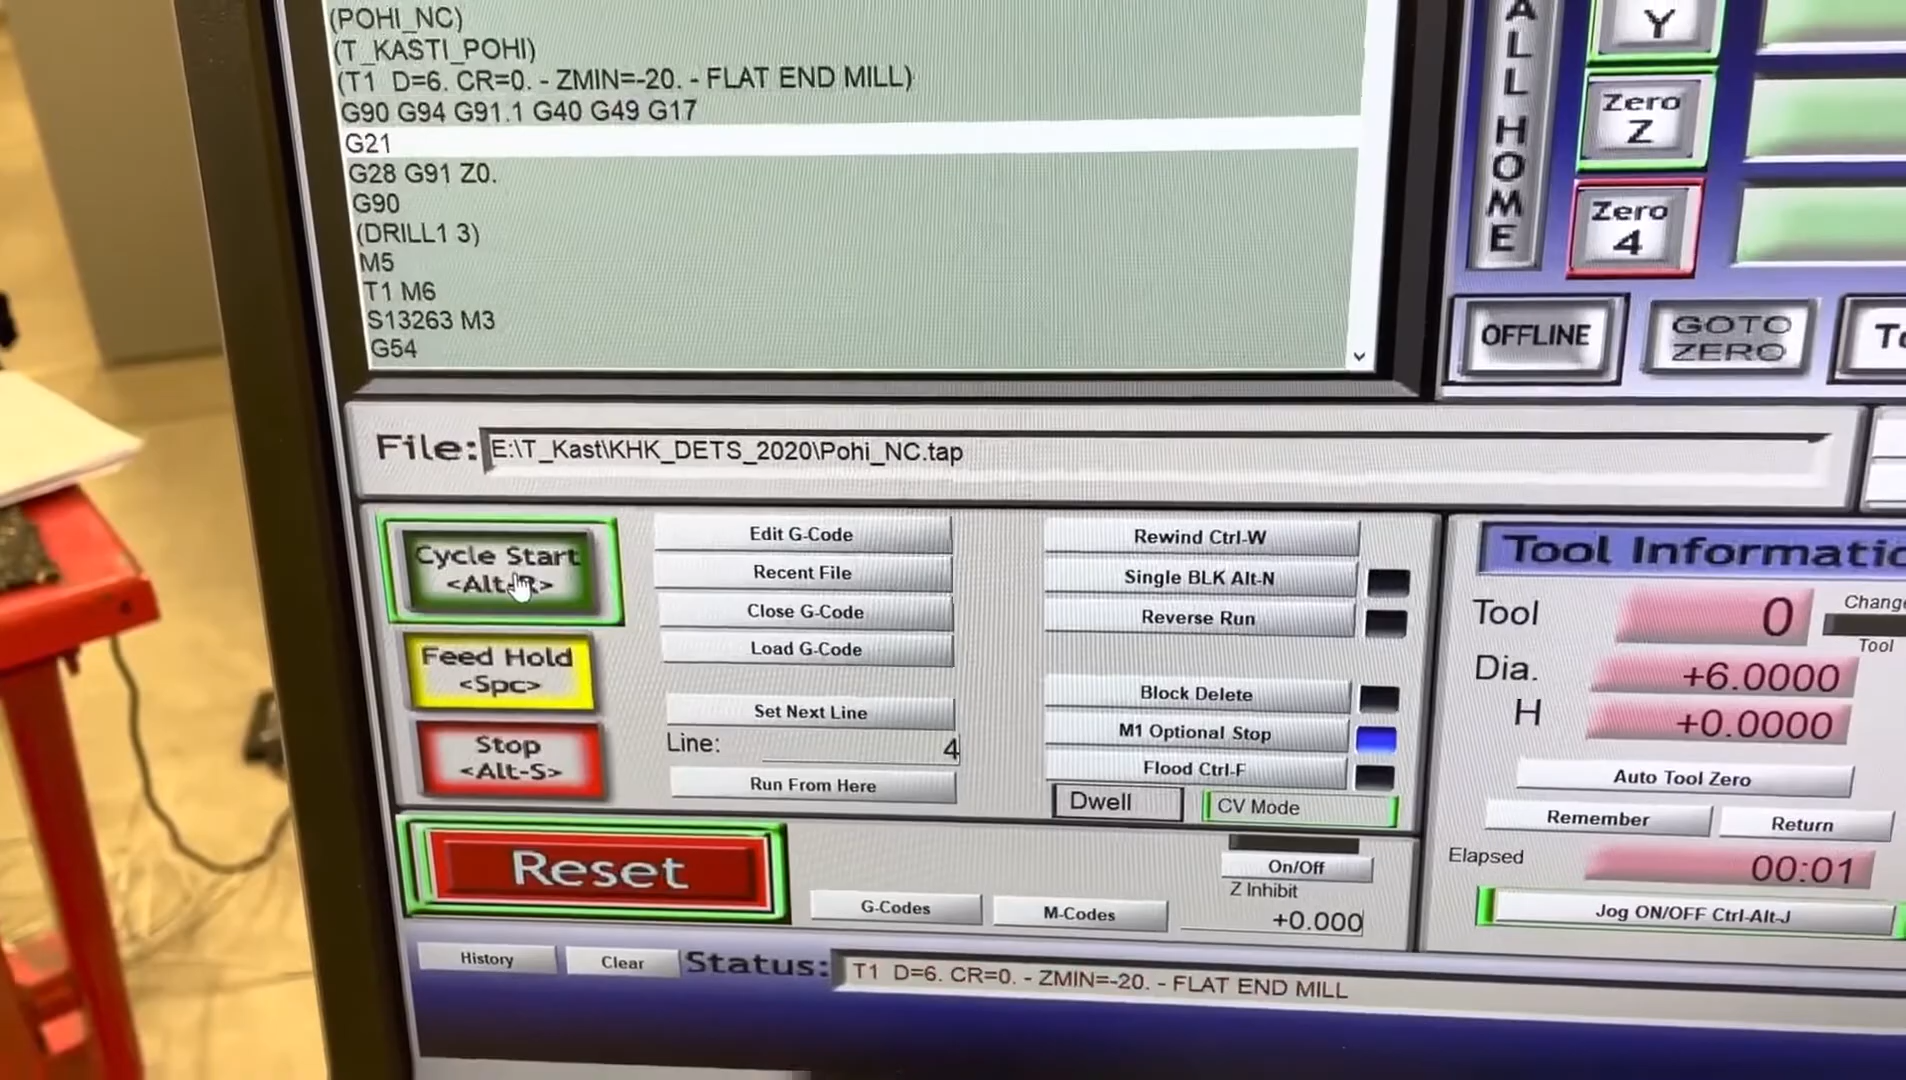 (POHI_NC)
(T_KASTI_POHI)
(T1 D=6. CR=0. - ZMIN=-20. - FLAT END MILL)
G90 G94 G91.1 G40 G49 G17
G21
G28 G91 Z0.
G90
(DRILL1 3)
M5
T1 M6
S13263 M3
G54
ALL HOME
Y
Zero
Z
Zero
4
OFFLINE
GOTO
ZERO
File: E:\T_Kast\KHK_DETS_2020\Pohi_NC.tap
Cycle Start
<Alt-R>
Feed Hold
<Spc>
Stop
<Alt-S>
Edit G-Code
Recent File
Close G-Code
Load G-Code
Set Next Line
Line: 4
Run From Here
Rewind Ctrl-W
Single BLK Alt-N
Reverse Run
Block Delete
M1 Optional Stop
Flood Ctrl-F
Dwell
CV Mode
Reset
G-Codes
M-Codes
On/Off
Z Inhibit
+0.000
Tool Informatio
Tool 0
Change
Tool
Dia. +6.0000
H +0.0000
Auto Tool Zero
Remember
Return
Elapsed 00:01
Jog ON/OFF Ctrl-Alt-J
History
Clear
Status: T1 D=6. CR=0. - ZMIN=-20. - FLAT END MILL